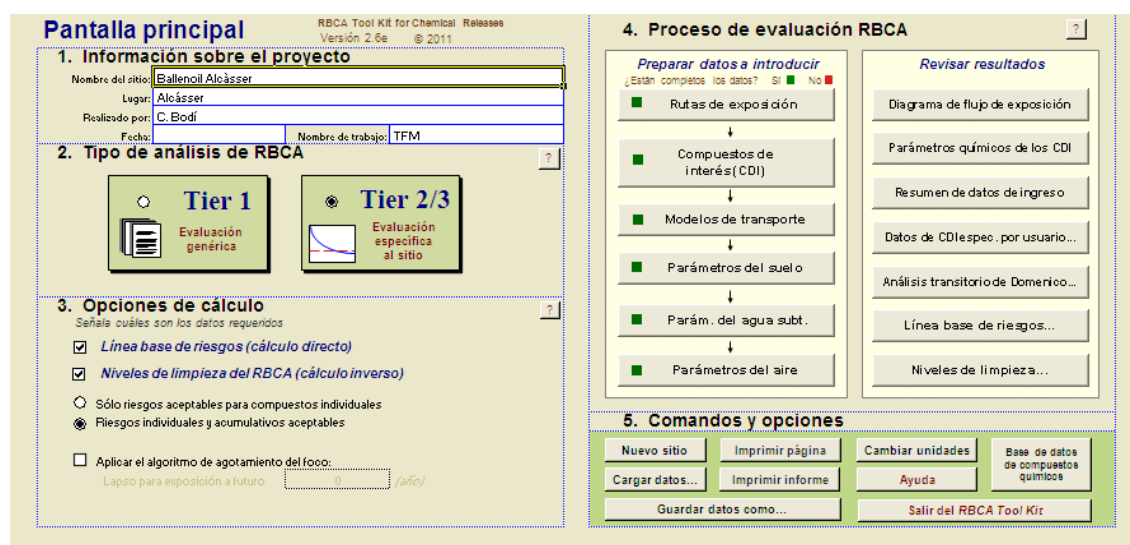 Pantalla principal
RBCA Tool Kit for Chemical Releases
Versión 2.6e © 2011
1. Información sobre el proyecto
Nombre del sitio: Ballenoil Alcàsser
Lugar: Alcásser
Realizado por: C. Bodí
Fecha: Nombre de trabajo: TFM
2. Tipo de análisis de RBCA
?
Tier 1
Evaluación
genérica
Tier 2/3
Evaluación
específica
al sitio
3. Opciones de cálculo
?
Señala cuáles son los datos requeridos
Línea base de riesgos (cálculo directo)
Niveles de limpieza del RBCA (cálculo inverso)
Sólo riesgos aceptables para compuestos individuales
Riesgos individuales y acumulativos aceptables
Aplicar el algoritmo de agotamiento del foco:
Lapso para exposición a futuro 0 (año)
4. Proceso de evaluación RBCA
?
Preparar datos a introducir
¿Están completos los datos? Sí No
Rutas de exposición
Compuestos de
interés(CDI)
Modelos de transporte
Parámetros del suelo
Parám. del agua subt.
Parámetros del aire
Revisar resultados
Diagrama de flujo de exposición
Parámetros químicos de los CDI
Resumen de datos de ingreso
Datos de CDI espec. por usuario...
Análisis transitorio de Domenico...
Línea base de riesgos...
Niveles de limpieza...
5. Comandos y opciones
Nuevo sitio
Imprimir página
Cambiar unidades
Base de datos
de compuestos
químicos
Cargar datos...
Imprimir informe
Ayuda
Guardar datos como...
Salir del RBCA Tool Kit